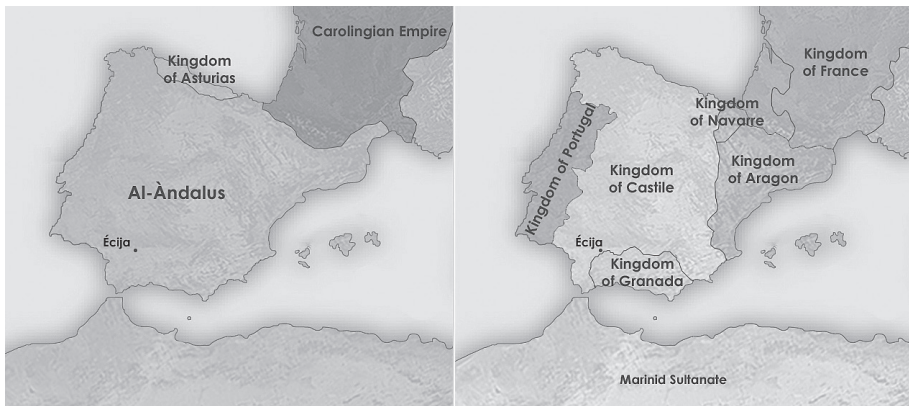 Carolingian Empire
Kingdom
of Asturias
Al-Àndalus
Écija
Kingdom
of France
Kingdom
of Navarre
Kingdom of Portugal
Kingdom
of Aragon
Kingdom
of Castile
Écija
Kingdom
of Granada
Marinid Sultanate